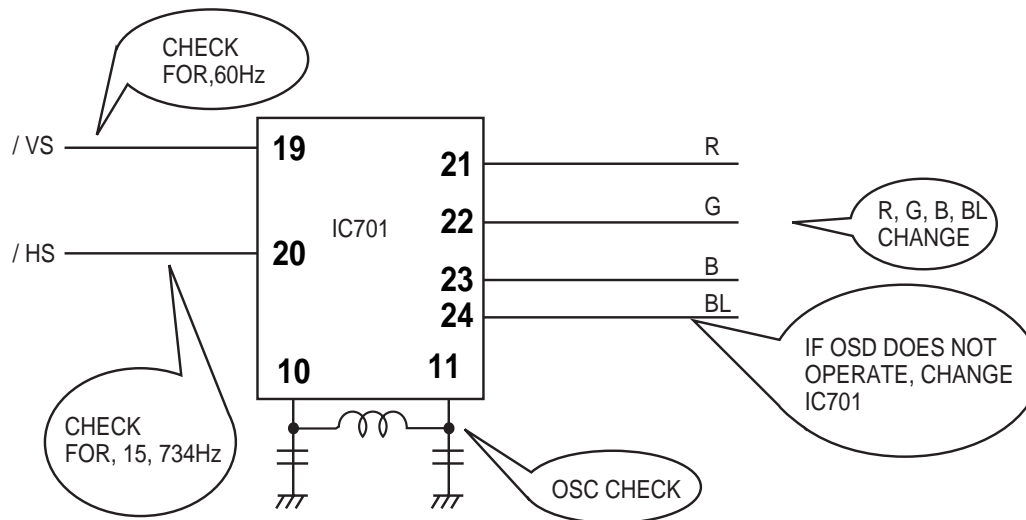 CHECK
FOR,60Hz
/ VS
19
21
R
22
G
R, G, B, BL
CHANGE
IC701
/ HS
20
23
B
24
BL
IF OSD DOES NOT
OPERATE, CHANGE
IC701
10
11
CHECK
FOR, 15, 734Hz
OSC CHECK